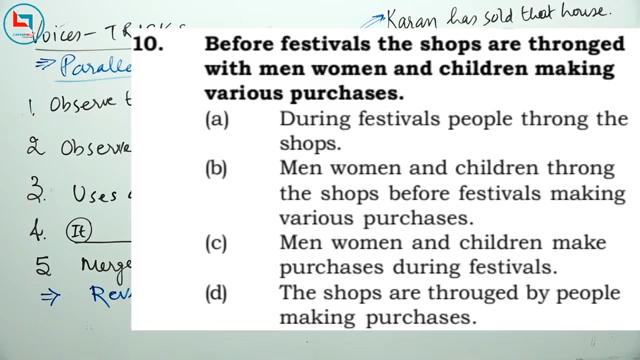 Voices - TRICKS
→ Karan has sold that house.
⇒ Paralle
1. Observe t
2 Observe
3. Uses
4. It
5 Merge
⇒ Rev
10. Before festivals the shops are thronged
with men women and children making
various purchases.
(a) During festivals people throng the
shops.
(b) Men women and children throng
the shops before festivals making
various purchases.
(c) Men women and children make
purchases during festivals.
(d) The shops are througed by people
making purchases.